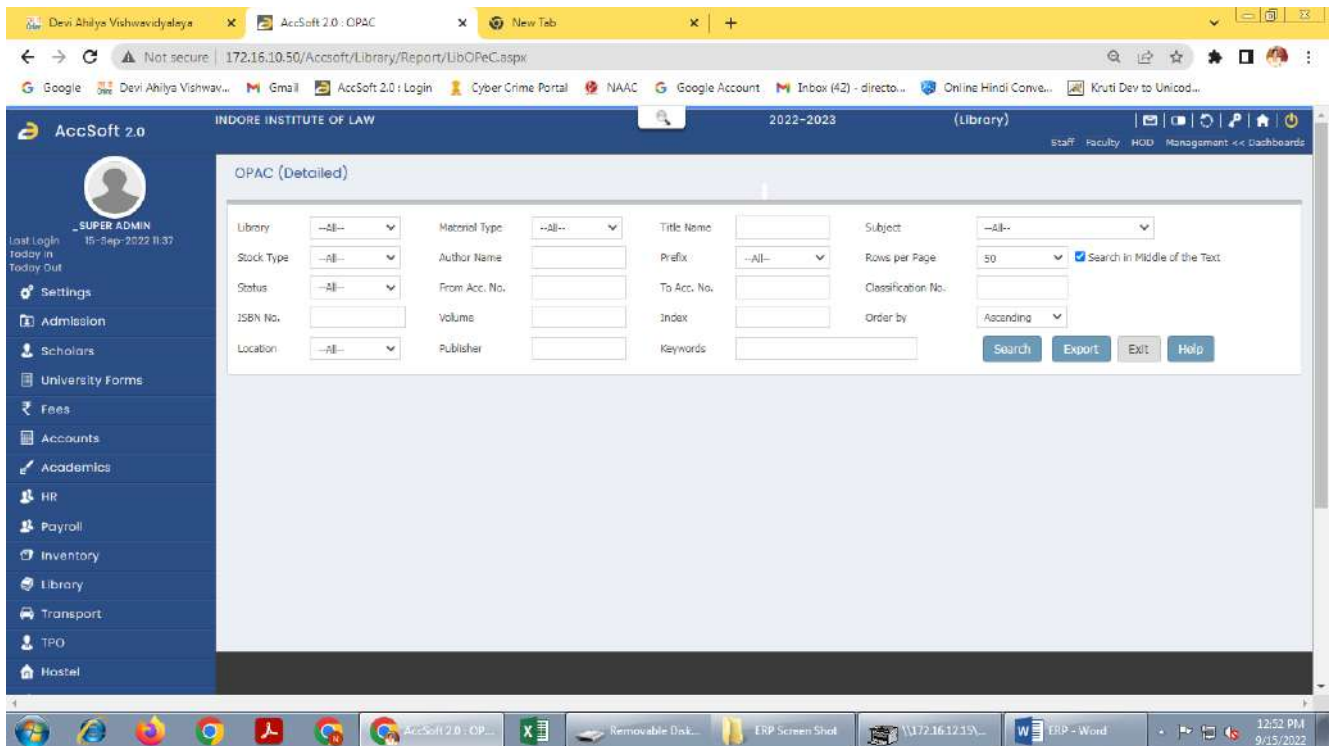 Devi Ahilya Vishwavidyalaya
AccSoft 2.0 : OPAC
New Tab
Not secure
172.16.10.50/Accsoft/Library/Report/LibOPeC.aspx
Google
Devi Ahilya Vishwav...
Gmail
AccSoft 2.0 : Login
Cyber Crime Portal
NAAC
Google Account
Inbox (42) - directo...
Online Hindi Conve...
Kruti Dev to Unicod...
AccSoft 2.0
INDORE INSTITUTE OF LAW
2022-2023
(Library)
Staff Faculty HOD Management << Dashboards
_SUPER ADMIN
Last Login 15-Sep-2022 11:37
Today In
Today Out
Settings
Admission
Scholars
University Forms
Fees
Accounts
Academics
HR
Payroll
Inventory
Library
Transport
TPO
Hostel
OPAC (Detailed)
Library --All-- Material Type --All-- Title Name Subject --All--
Stock Type --All-- Author Name Prefix --All-- Rows per Page 50 Search in Middle of the Text
Status --All-- From Acc. No. To Acc. No. Classification No.
ISBN No. Volume Index Order by Ascending
Location --All-- Publisher Keywords Search Export Exit Help
AccSoft 2.0 : OP...
Removable Disk...
ERP Screen Shot
\\172.16.12.15\...
ERP - Word
12:52 PM
9/15/2022